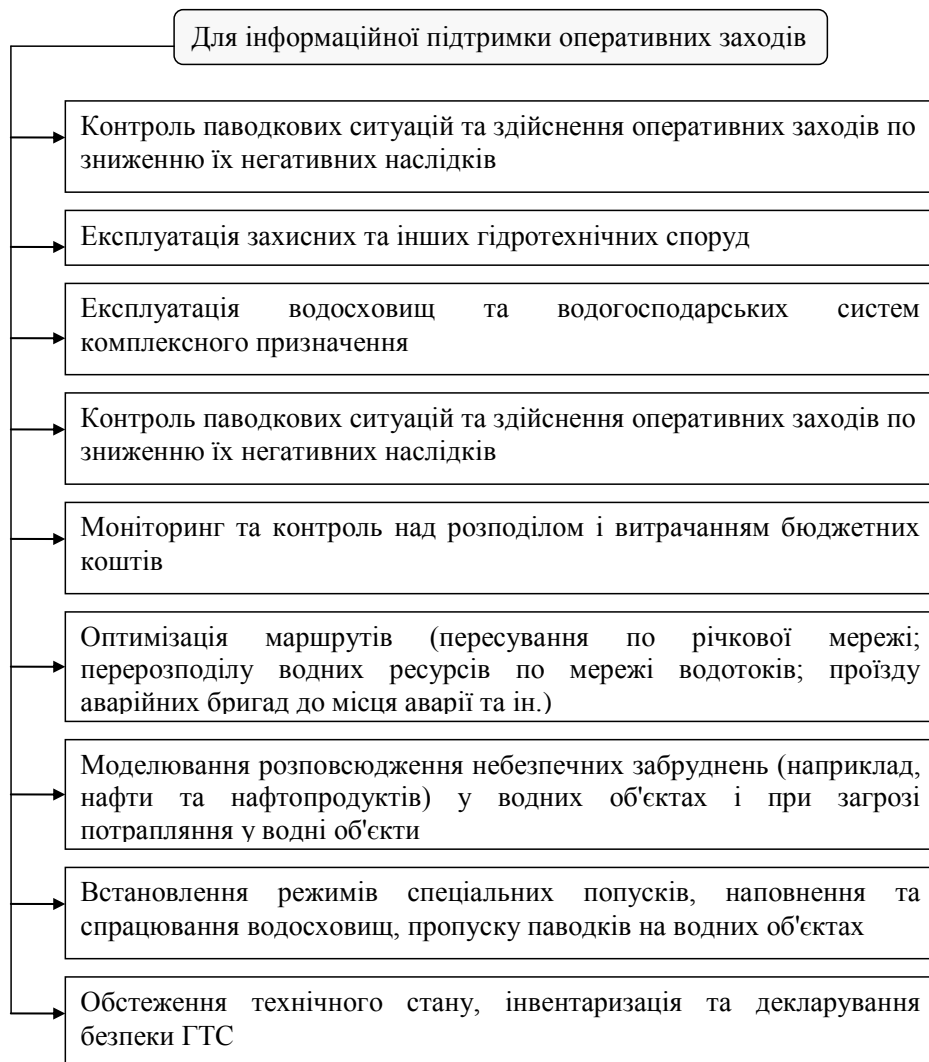 Для інформаційної підтримки оперативних заходів
Контроль паводкових ситуацій та здійснення оперативних заходів по
зниженню їх негативних наслідків
Експлуатація захисних та інших гідротехнічних споруд
Експлуатація водосховищ та водогосподарських систем
комплексного призначення
Контроль паводкових ситуацій та здійснення оперативних заходів по
зниженню їх негативних наслідків
Моніторинг та контроль над розподілом і витрачанням бюджетних
коштів
Оптимізація маршрутів (пересування по річкової мережі;
перерозподілу водних ресурсів по мережі водотоків; проїзду
аварійних бригад до місця аварії та ін.)
Моделювання розповсюдження небезпечних забруднень (наприклад,
нафти та нафтопродуктів) у водних об'єктах і при загрозі
потрапляння у водні об'єкти
Встановлення режимів спеціальних попусків, наповнення та
спрацювання водосховищ, пропуску паводків на водних об'єктах
Обстеження технічного стану, інвентаризація та декларування
безпеки ГТС